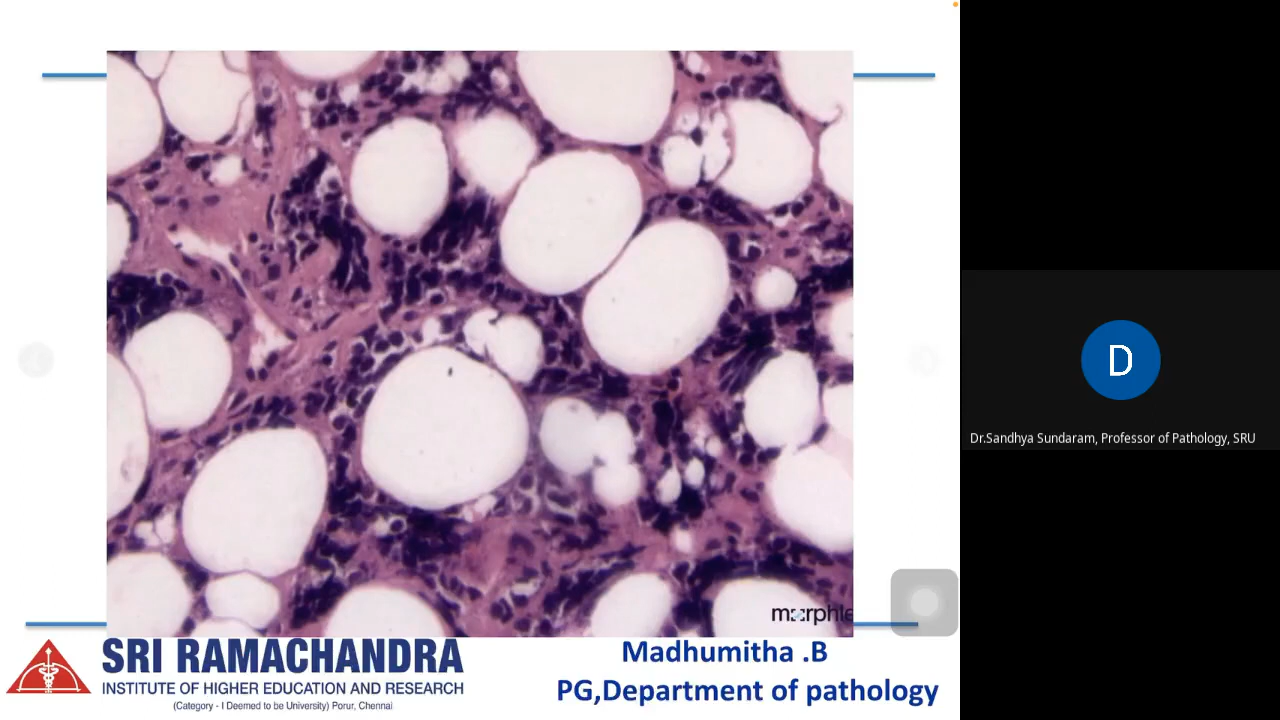 D
Dr.Sandhya Sundaram, Professor of Pathology, SRU
SRI RAMACHANDRA
INSTITUTE OF HIGHER EDUCATION AND RESEARCH
(Category - I Deemed to be University) Porur, Chennai
Madhumitha .B
PG,Department of pathology